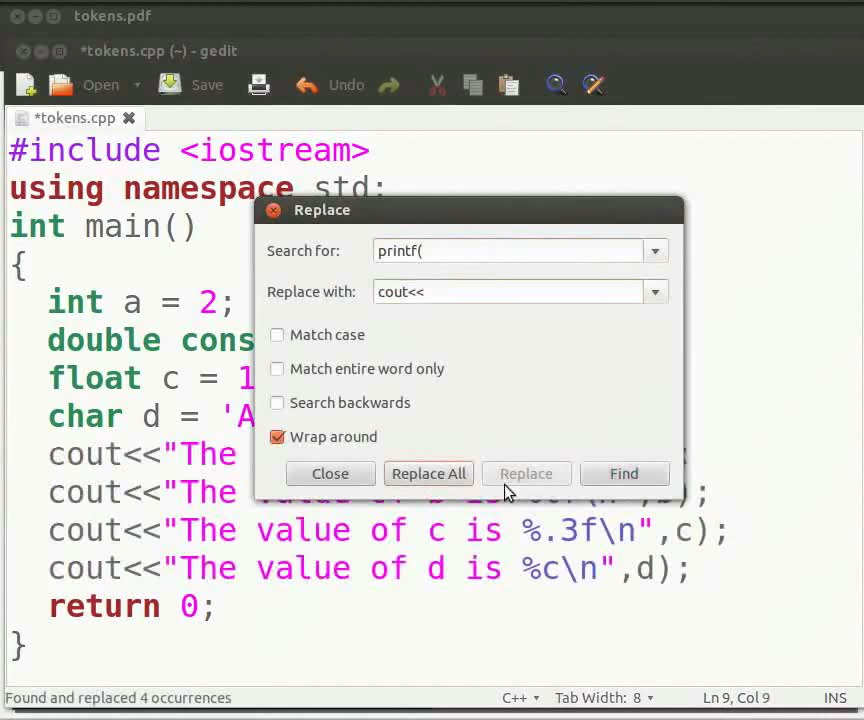 tokens.pdf
*tokens.cpp (~) - gedit
Open Save Undo
*tokens.cpp
#include <iostream>
using namespace std;
int main()
{
int a = 2;
double cons
float c = 1
char d = 'A
cout<<"The
cout<<"The
cout<<"The value of c is %.3f\n",c);
cout<<"The value of d is %c\n",d);
return 0;
}
Replace
Search for: printf(
Replace with: cout<<
Match case
Match entire word only
Search backwards
Wrap around
Close Replace All Replace Find
Found and replaced 4 occurrences C++ Tab Width: 8 Ln 9, Col 9 INS